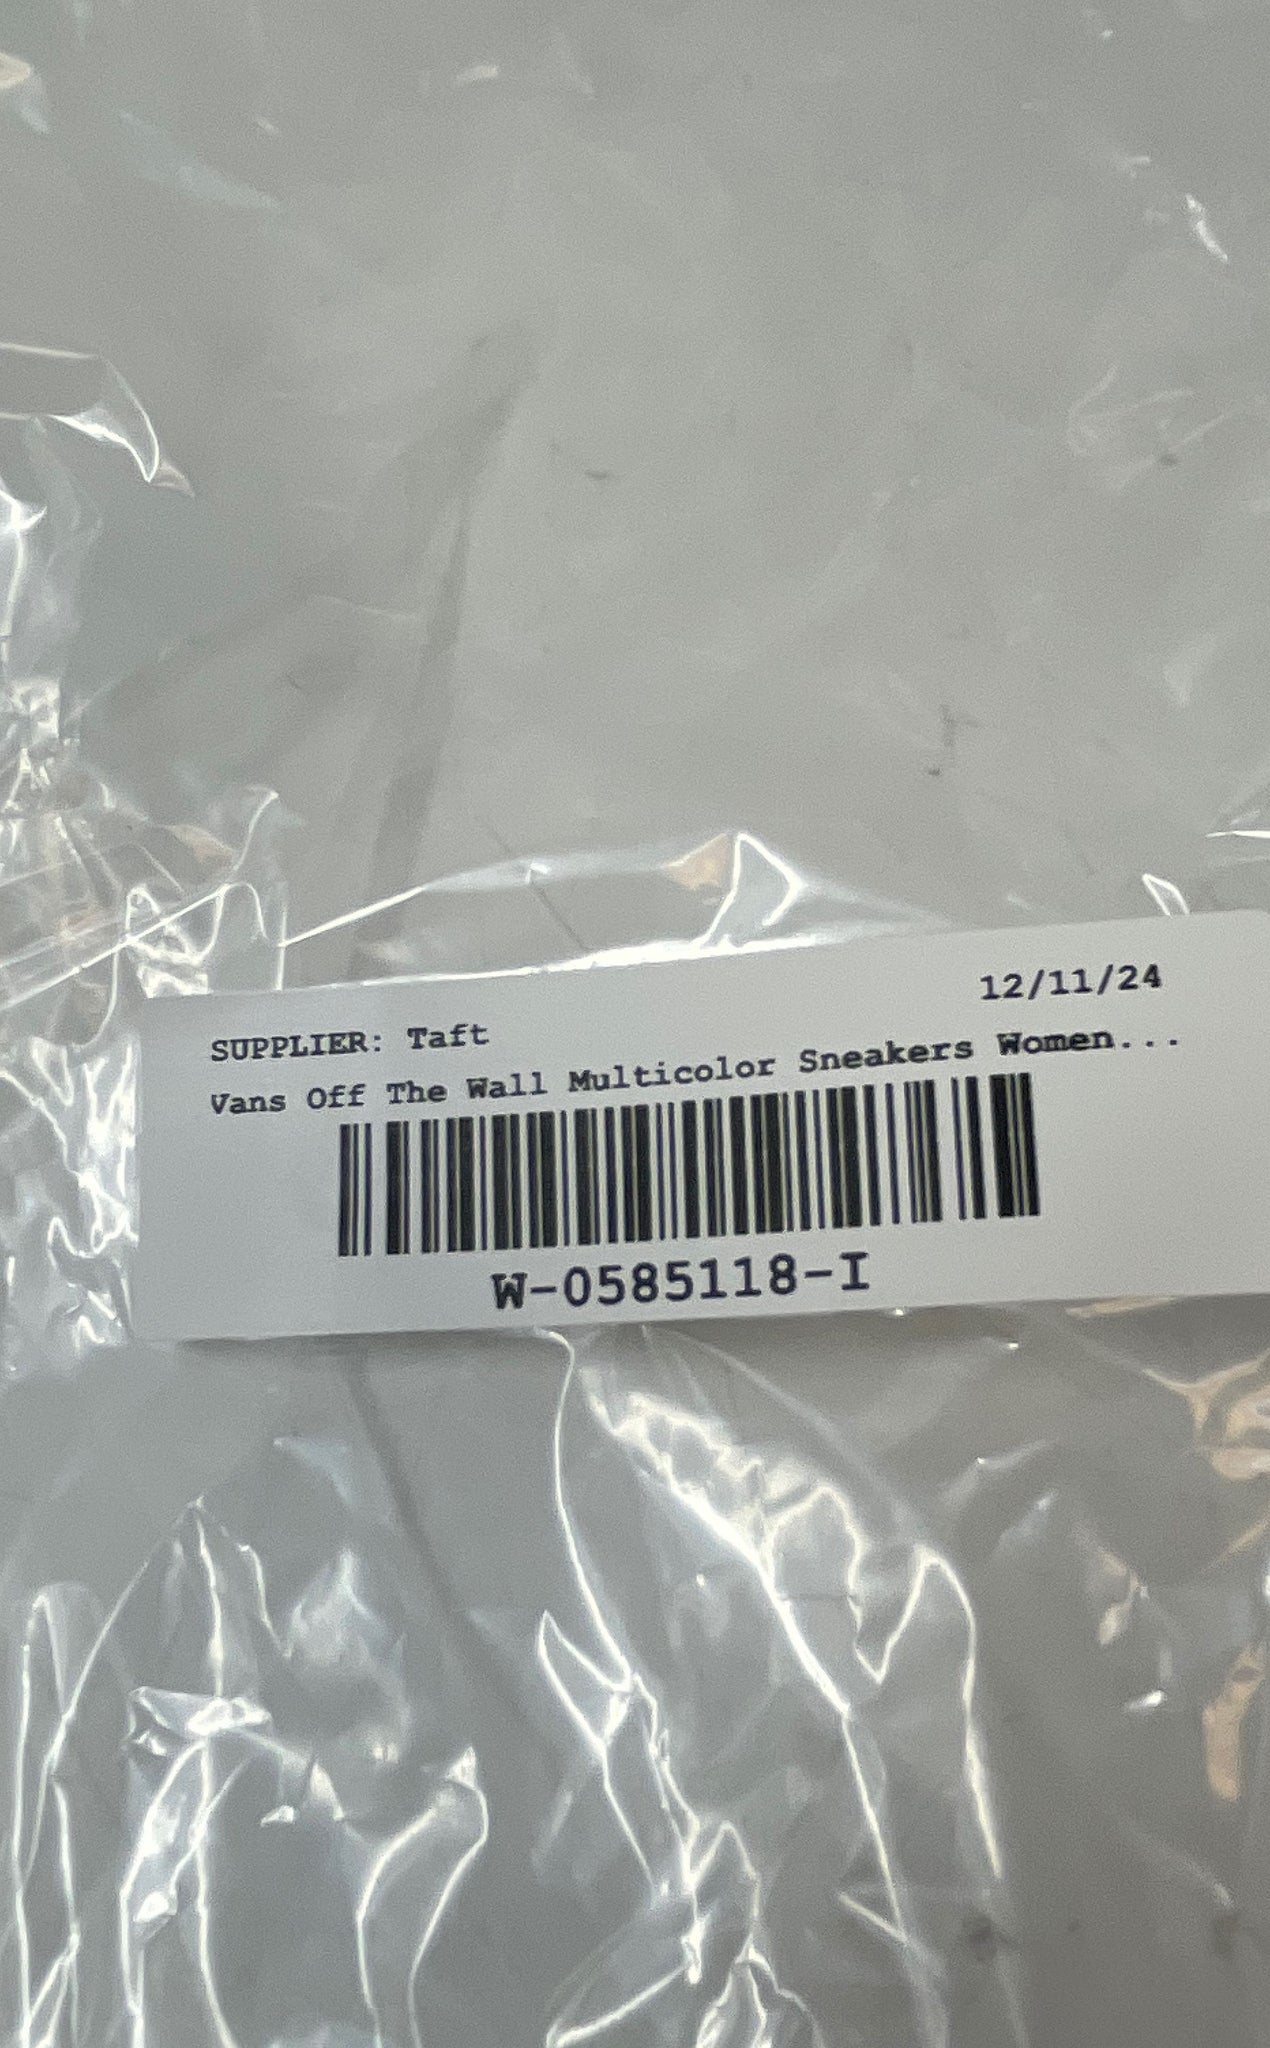 12/11/24
SUPPLIER: Taft
Vans Off The Wall Multicolor Sneakers Women...
W-0585118-I